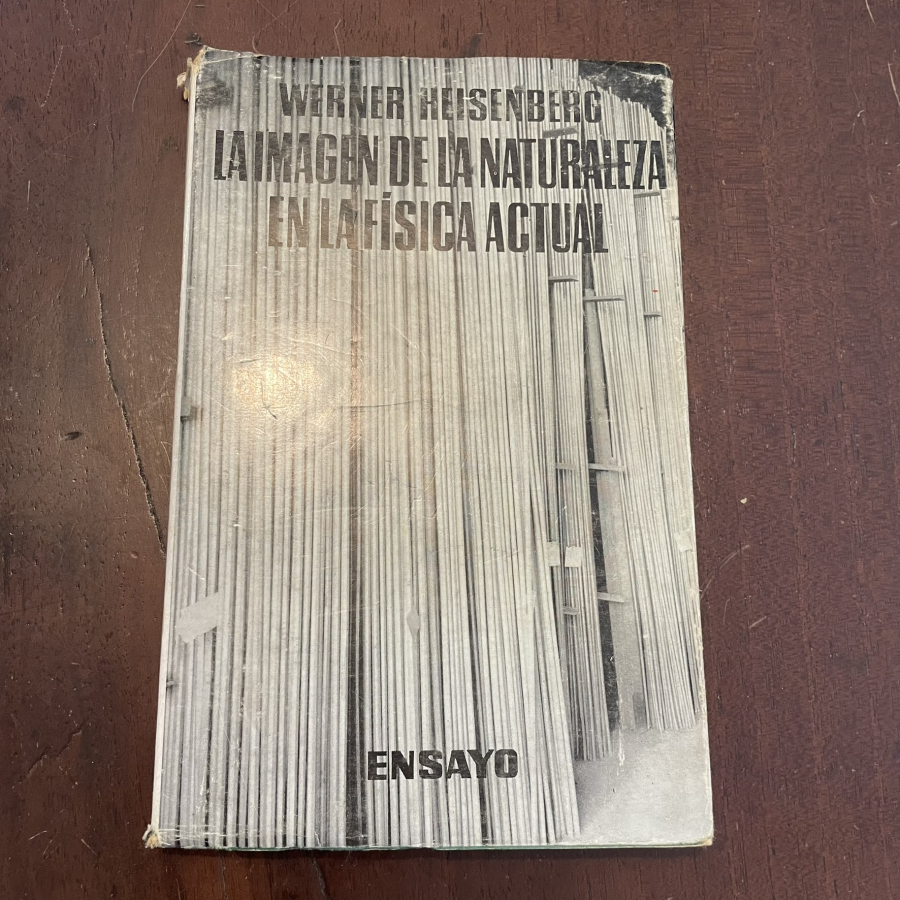 WERNER HEISENBERG
LA IMAGEN DE LA NATURALEZA
EN LA FÍSICA ACTUAL
ENSAYO